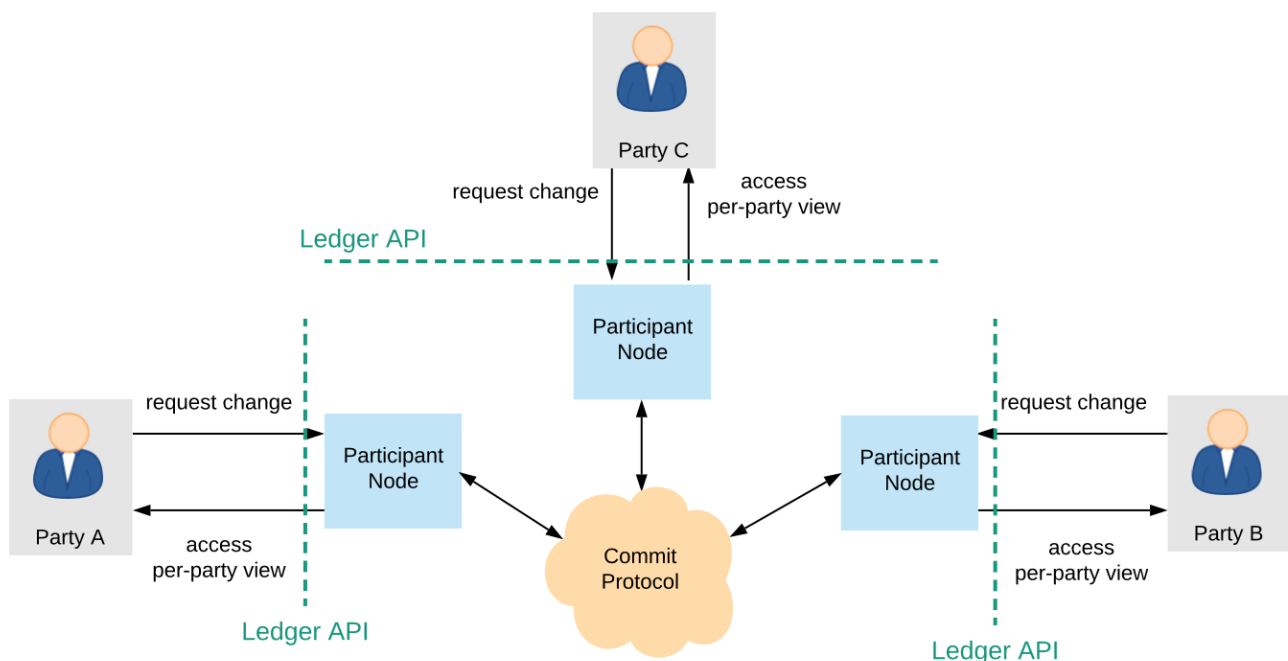 Party C
request change
access
per-party view
Ledger API
Participant
Node
request change
Participant
Node
Party A
access
per-party view
Ledger API
Commit
Protocol
request change
Participant
Node
Party B
access
per-party view
Ledger API